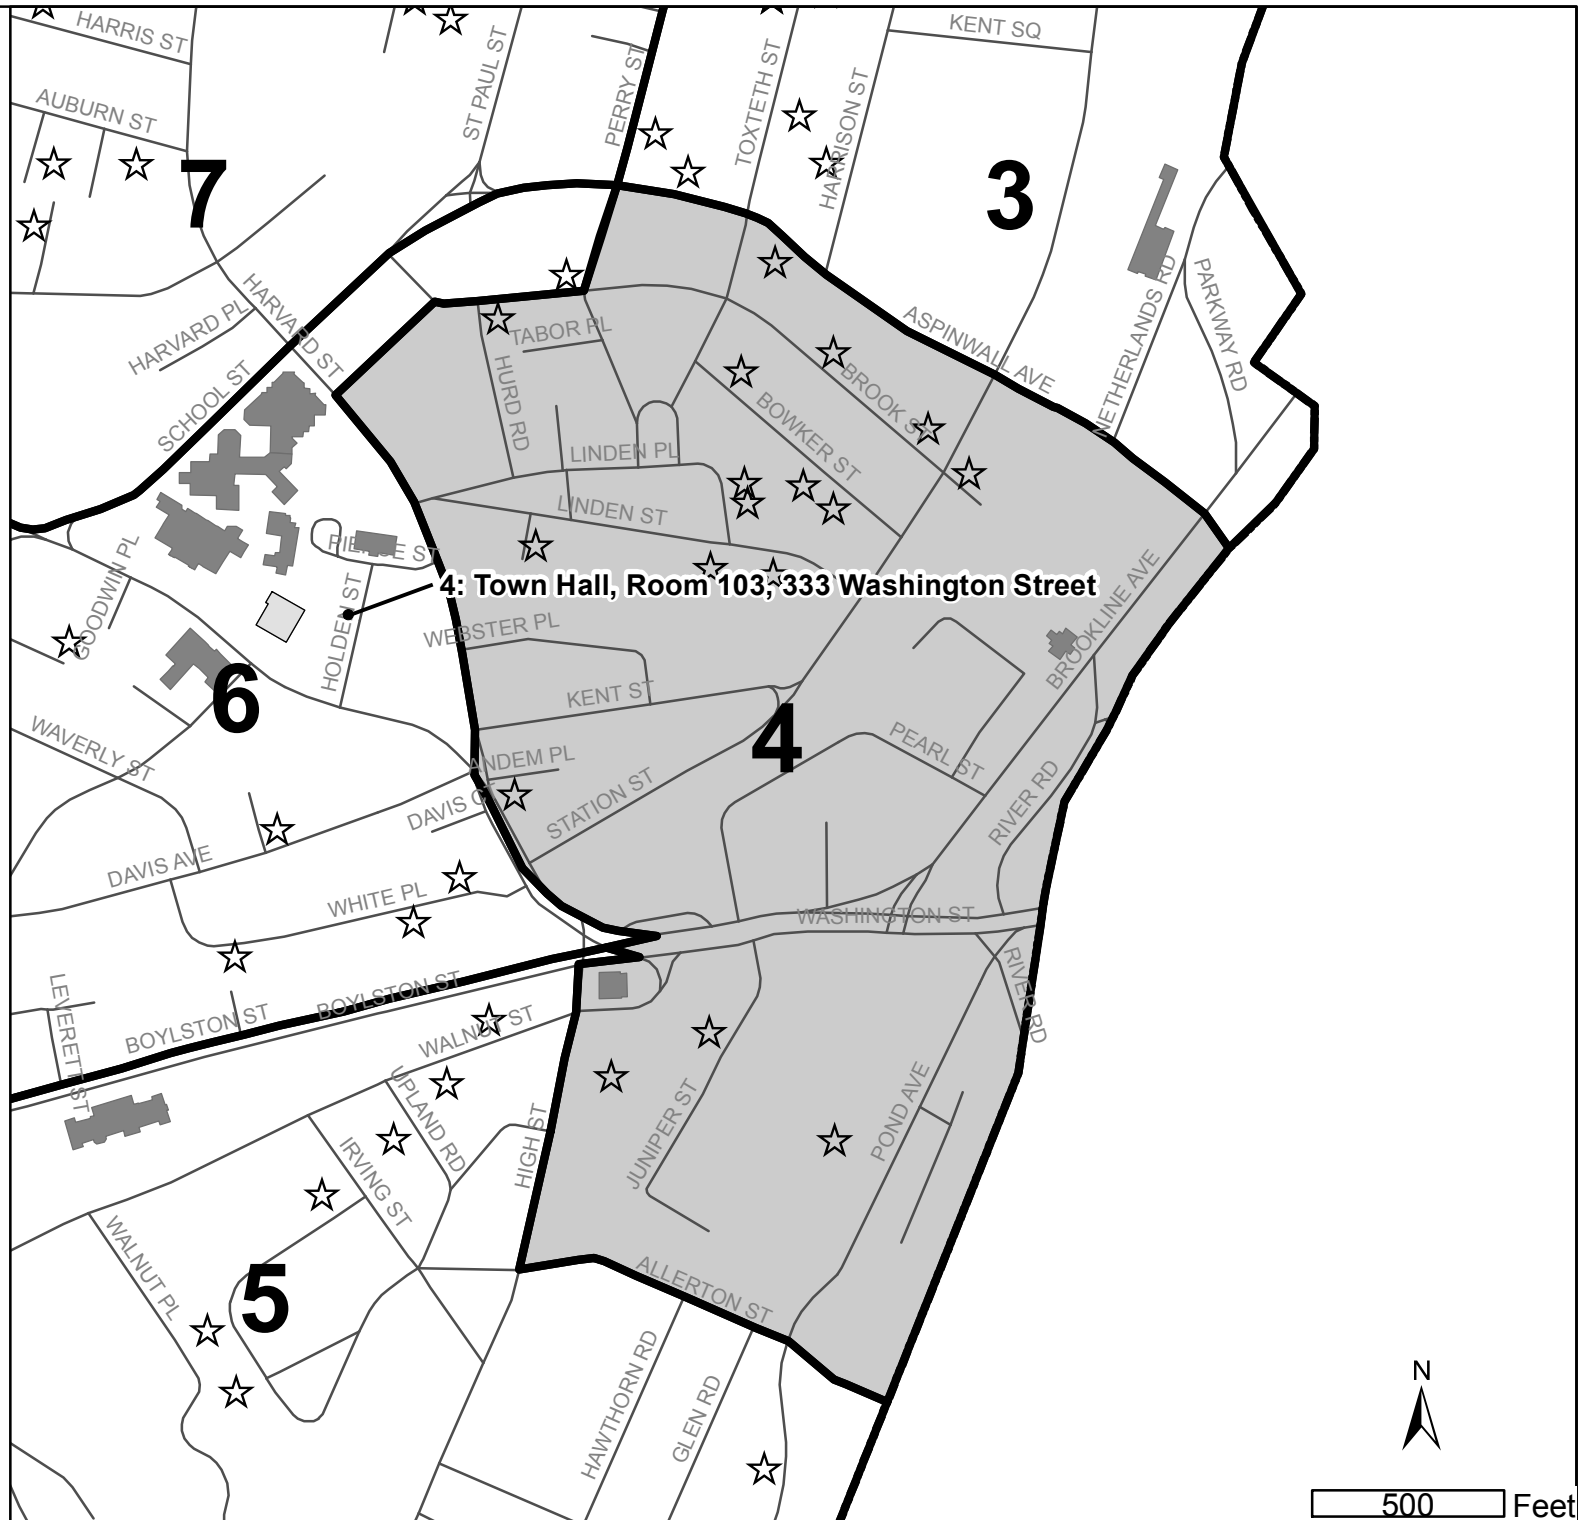 HARRIS ST
AUBURN ST
ST PAUL ST
PERRY ST
TOXTETH ST
HARRISON ST
KENT SQ
7
3
HARVARD PL
HARVARD ST
SCHOOL ST
TABOR PL
HURD RD
BROOK ST
BOWKER ST
ASPINWALL AVE
NETHERLANDS RD
PARKWAY RD
LINDEN PL
LINDEN ST
PIERCE ST
GOODWIN PL
HOLDEN ST
4: Town Hall, Room 103, 333 Washington Street
WEBSTER PL
KENT ST
BROOKLINE AVE
6
4
WAVERLY ST
ANDEM PL
DAVIS CT
STATION ST
PEARL ST
RIVER RD
DAVIS AVE
WHITE PL
WASHINGTON ST
LEVERETT ST
BOYLSTON ST
BOYLSTON ST
WALNUT ST
RIVER RD
UPLAND RD
IRVING ST
HIGH ST
JUNIPER ST
POND AVE
WALNUT PL
5
ALLERTON ST
HAWTHORN RD
GLEN RD
N
500 Feet